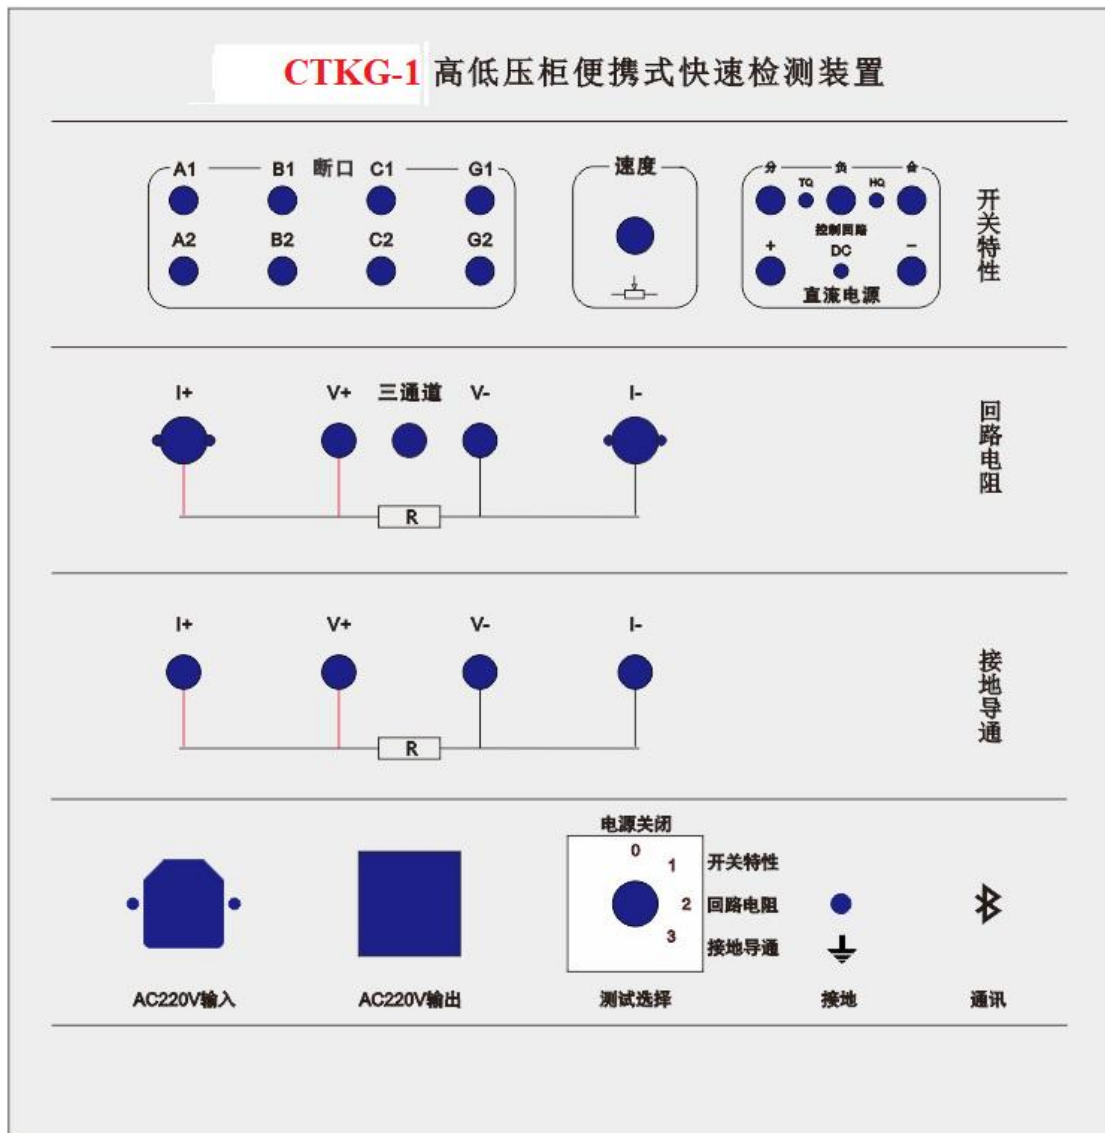 CTKG-1 高低压柜便携式快速检测装置
A1 B1 断口 C1 G1
A2 B2 C2 G2
速度
分 负 合
TQ HQ
控制回路
+ DC −
直流电源
开关特性
I+ V+ 三通道 V- I-
R
回路电阻
I+ V+ V- I-
R
接地导通
电源关闭
0
1 开关特性
2 回路电阻
3 接地导通
AC220V输入
AC220V输出
测试选择
接地
通讯